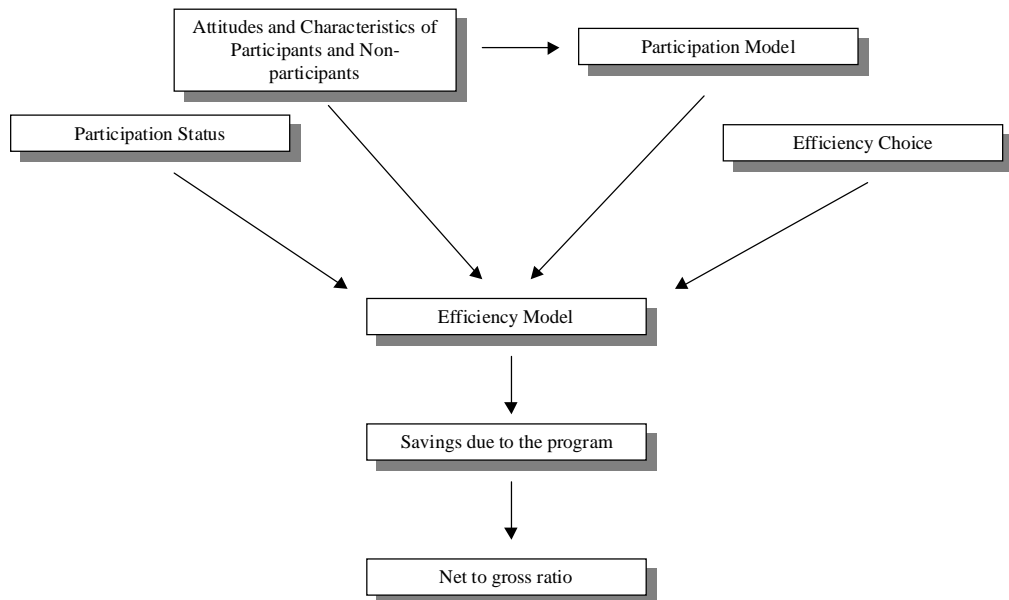 Attitudes and Characteristics of
Participants and Non-
participants
Participation Model
Participation Status
Efficiency Choice
Efficiency Model
Savings due to the program
Net to gross ratio